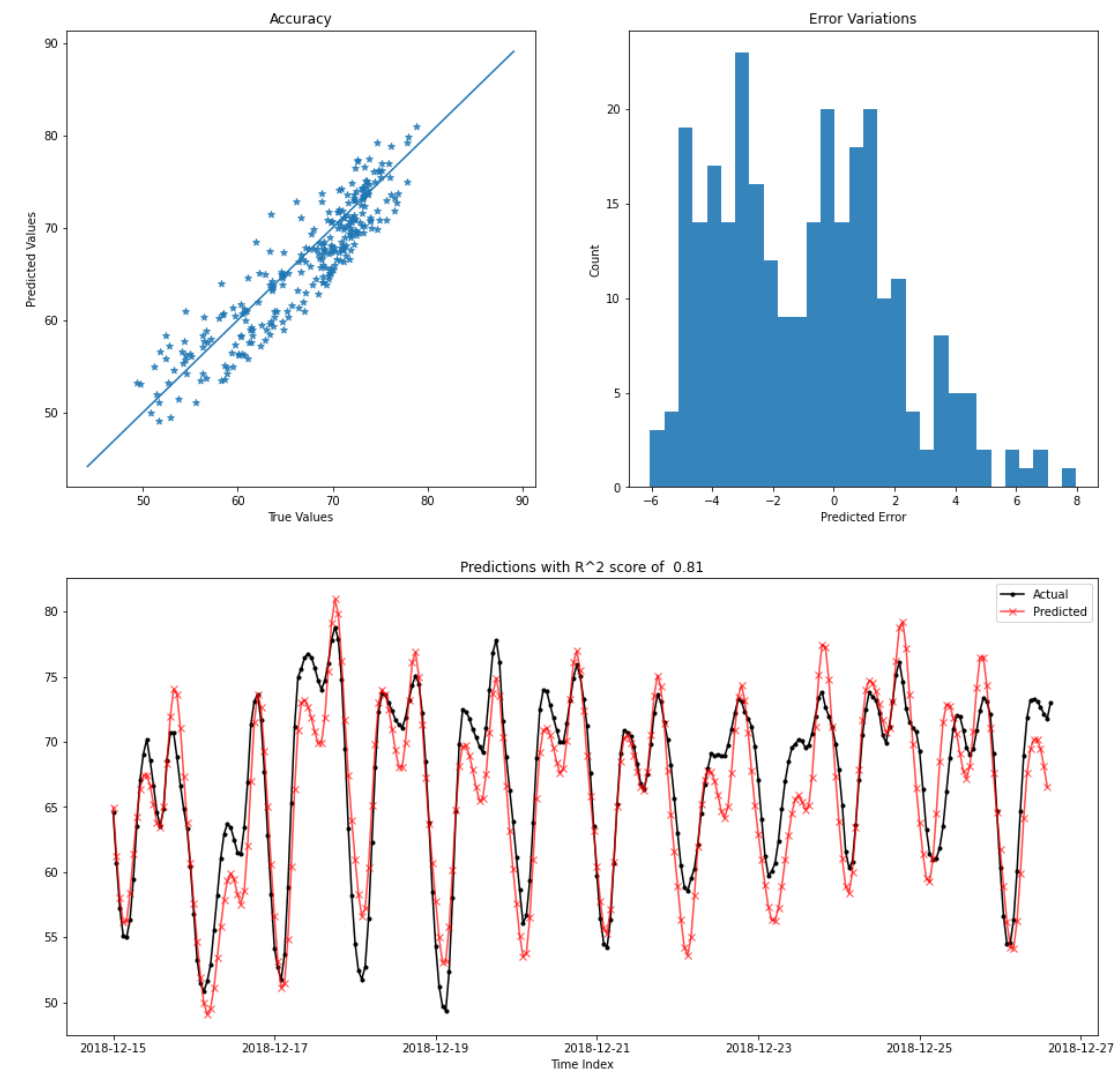 Accuracy
Predicted Values
90
80
70
60
50
50 60 70 80 90
True Values
Error Variations
Count
20
15
10
5
0
−6 −4 −2 0 2 4 6 8
Predicted Error
Predictions with R^2 score of 0.81
Actual
Predicted
80
75
70
65
60
55
50
2018-12-15 2018-12-17 2018-12-19 2018-12-21 2018-12-23 2018-12-25 2018-12-27
Time Index